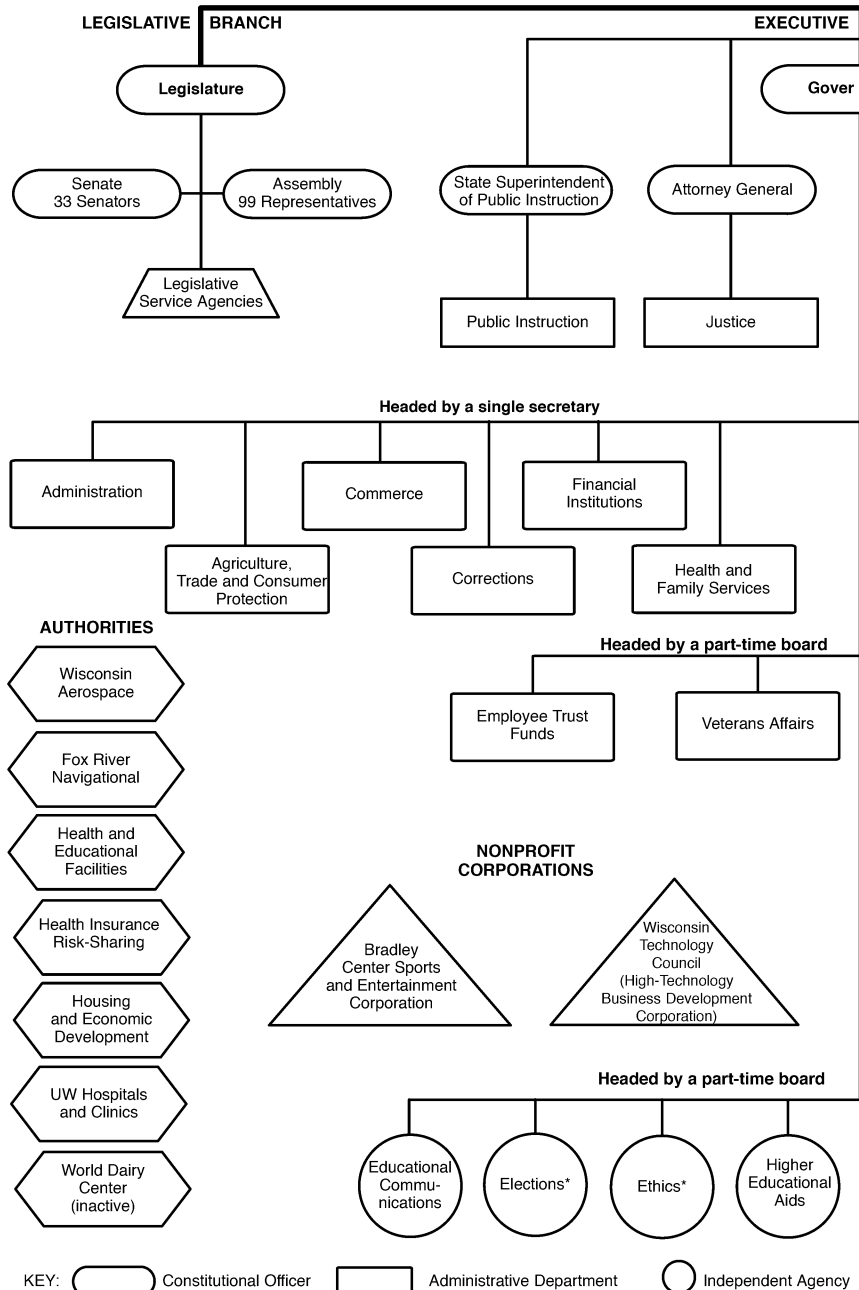 LEGISLATIVE BRANCH
EXECUTIVE
Legislature
Gover
Senate
33 Senators
Assembly
99 Representatives
State Superintendent
of Public Instruction
Attorney General
Legislative
Service Agencies
Public Instruction
Justice
Headed by a single secretary
Administration
Commerce
Financial
Institutions
Agriculture,
Trade and Consumer
Protection
Corrections
Health and
Family Services
AUTHORITIES
Headed by a part-time board
Wisconsin
Aerospace
Employee Trust
Funds
Veterans Affairs
Fox River
Navigational
Health and
Educational
Facilities
NONPROFIT
CORPORATIONS
Health Insurance
Risk-Sharing
Bradley
Center Sports
and Entertainment
Corporation
Wisconsin
Technology
Council
(High-Technology
Business Development
Corporation)
Housing
and Economic
Development
UW Hospitals
and Clinics
Headed by a part-time board
World Dairy
Center
(inactive)
Educational
Commu-
nications
Elections*
Ethics*
Higher
Educational
Aids
KEY:
Constitutional Officer
Administrative Department
Independent Agency